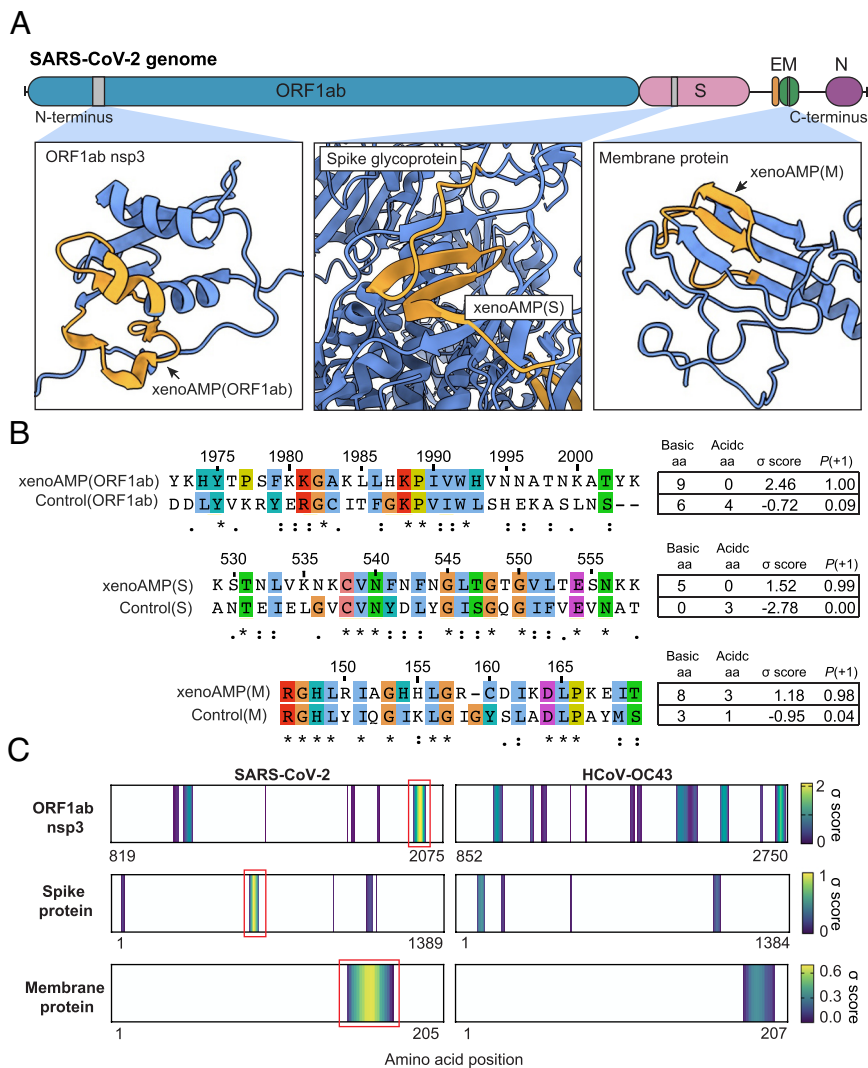 A
SARS-CoV-2 genome
ORF1ab
S
EM
N
N-terminus
C-terminus
ORF1ab nsp3
xenoAMP(ORF1ab)
Spike glycoprotein
xenoAMP(S)
Membrane protein
xenoAMP(M)
B
1975 1980 1985 1990 1995 2000
xenoAMP(ORF1ab) YKHYTPSFKKGAKLLHKPIVWHVNNATNKATYK
Control(ORF1ab) DDLYVKRYERGCITFGKPVIWLSHEKASLNS--
. * . : : : * . : : * * : : * . :
Basic aa Acidc aa σ score P(+1)
9 0 2.46 1.00
6 4 -0.72 0.09
530 535 540 545 550 555
xenoAMP(S) KSTNLVKNKCVNFNFNGLTGTGVLTESNKK
Control(S) ANTEIELGVCVNYDLYGISGQGIFVEVNAT
. * : : . * * * : : : * : : * * : : . * *
Basic aa Acidc aa σ score P(+1)
5 0 1.52 0.99
0 3 -2.78 0.00
150 155 160 165
xenoAMP(M) RGHLRIAGHHLGR-CDIKDLPKEIT
Control(M) RGHLYIQGIKLGIGYSLADLPAYMS
* * * * * * : * * . : * * * : :
Basic aa Acidc aa σ score P(+1)
8 3 1.18 0.98
3 1 -0.95 0.04
C
SARS-CoV-2 HCoV-OC43
ORF1ab nsp3
819 2075 852 2750
2
0
σ score
Spike protein
1 1389 1 1384
1
0
σ score
Membrane protein
1 205 1 207
0.6
0.3
0.0
σ score
Amino acid position